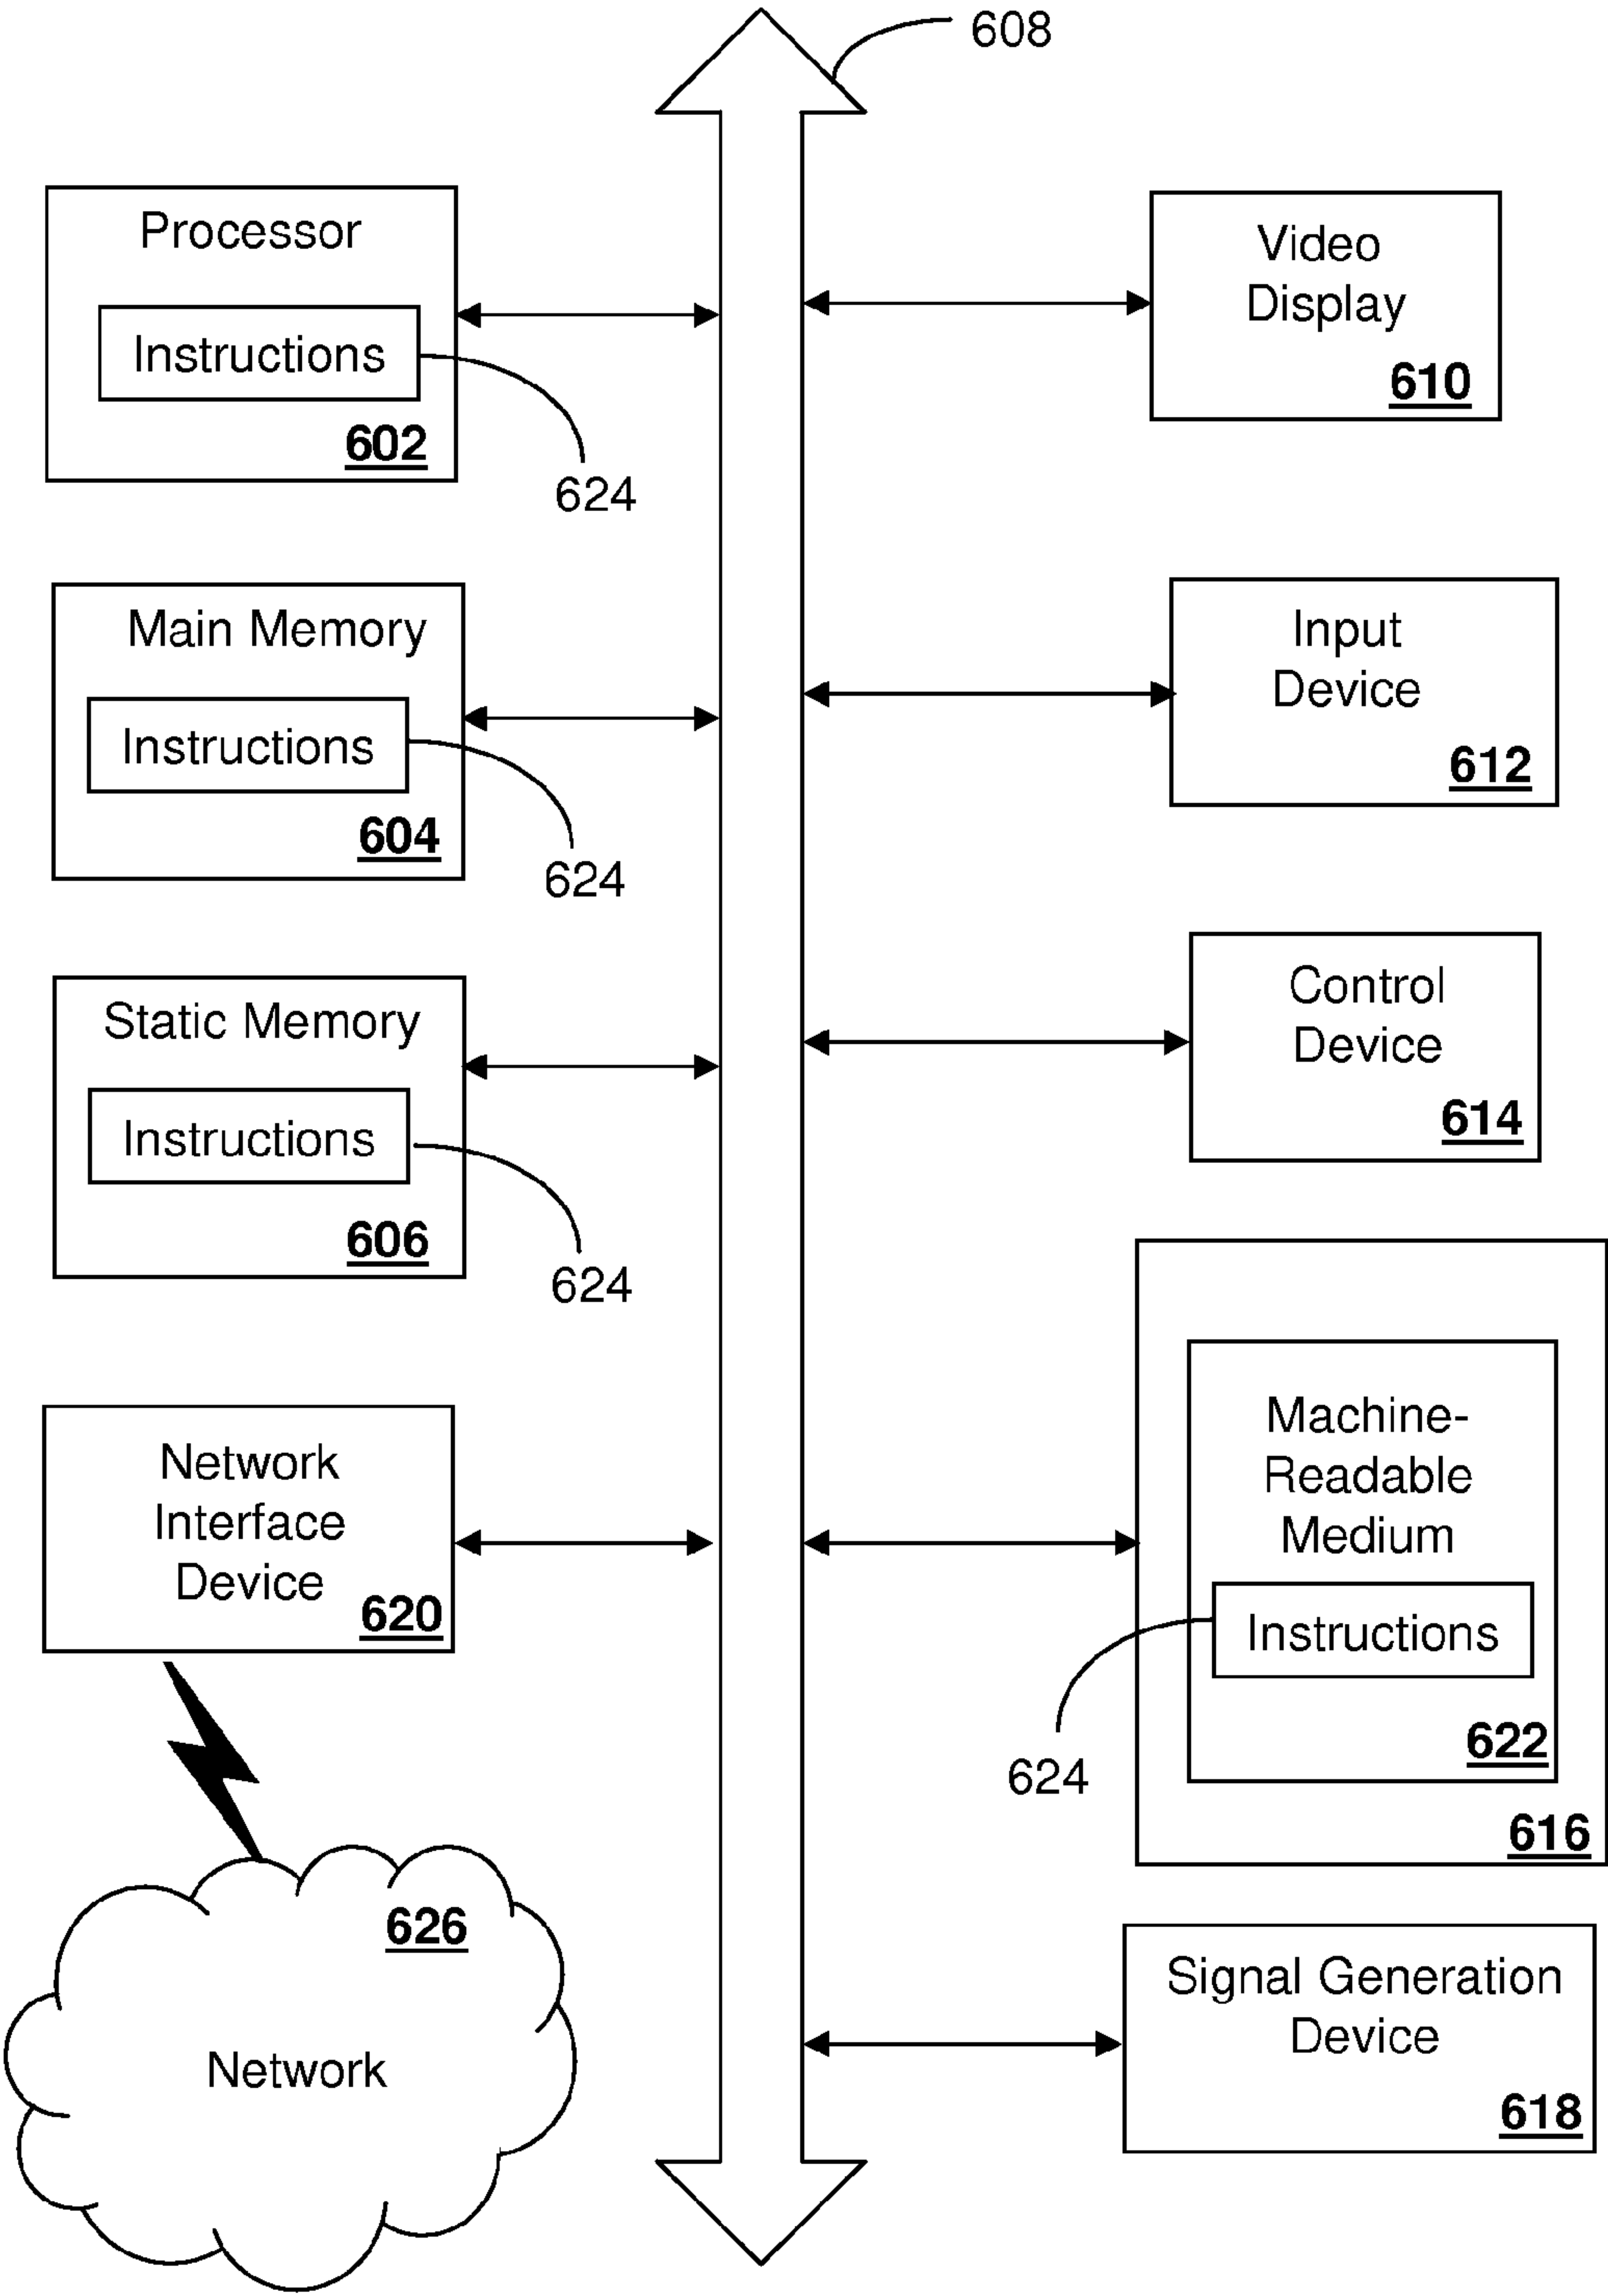 608
Processor
Instructions
602
624
Main Memory
Instructions
604
624
Static Memory
Instructions
606
624
Network
Interface
Device
620
626
Network
Video
Display
610
Input
Device
612
Control
Device
614
Machine-
Readable
Medium
Instructions
622
624
616
Signal Generation
Device
618